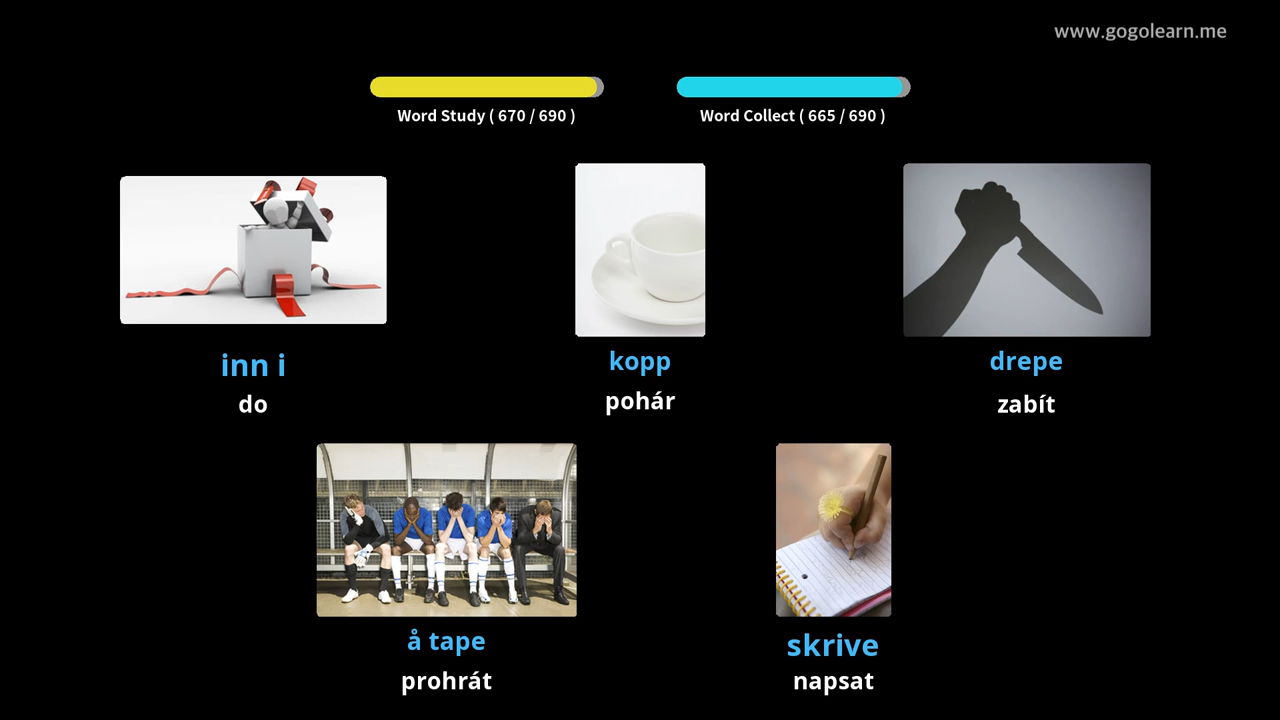 www.gogolearn.me
Word Study ( 670 / 690 )
Word Collect ( 665 / 690 )
inn i
do
kopp
pohár
drepe
zabít
å tape
prohrát
skrive
napsat